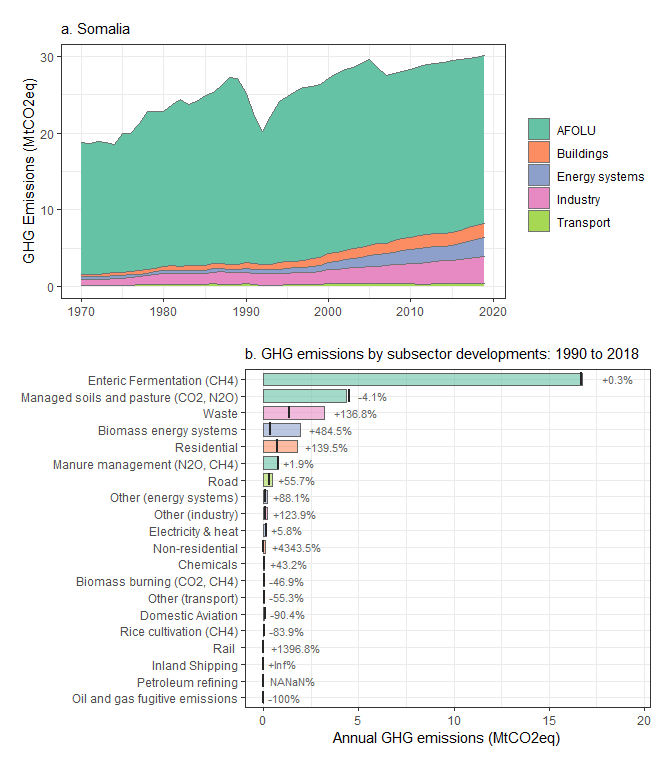 a. Somalia
GHG Emissions (MtCO2eq)
30
20
10
0
1970
1980
1990
2000
2010
2020
AFOLU
Buildings
Energy systems
Industry
Transport
b. GHG emissions by subsector developments: 1990 to 2018
Enteric Fermentation (CH4) +0.3%
Managed soils and pasture (CO2, N2O) -4.1%
Waste +136.8%
Biomass energy systems +484.5%
Residential +139.5%
Manure management (N2O, CH4) +1.9%
Road +55.7%
Other (energy systems) +88.1%
Other (industry) +123.9%
Electricity & heat +5.8%
Non-residential +4343.5%
Chemicals +43.2%
Biomass burning (CO2, CH4) -46.9%
Other (transport) -55.3%
Domestic Aviation -90.4%
Rice cultivation (CH4) -83.9%
Rail +1396.8%
Inland Shipping +Inf%
Petroleum refining NANaN%
Oil and gas fugitive emissions -100%
0
5
10
15
20
Annual GHG emissions (MtCO2eq)